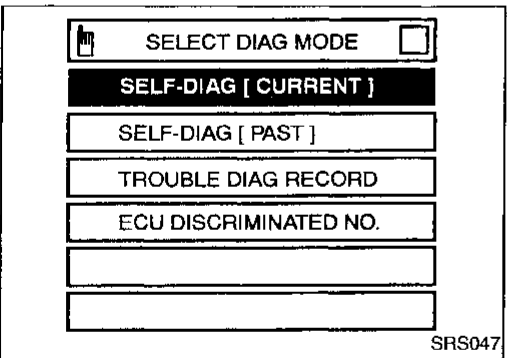 SELECT DIAG MODE
SELF-DIAG [ CURRENT ]
SELF-DIAG [ PAST ]
TROUBLE DIAG RECORD
ECU DISCRIMINATED NO.
SRS047